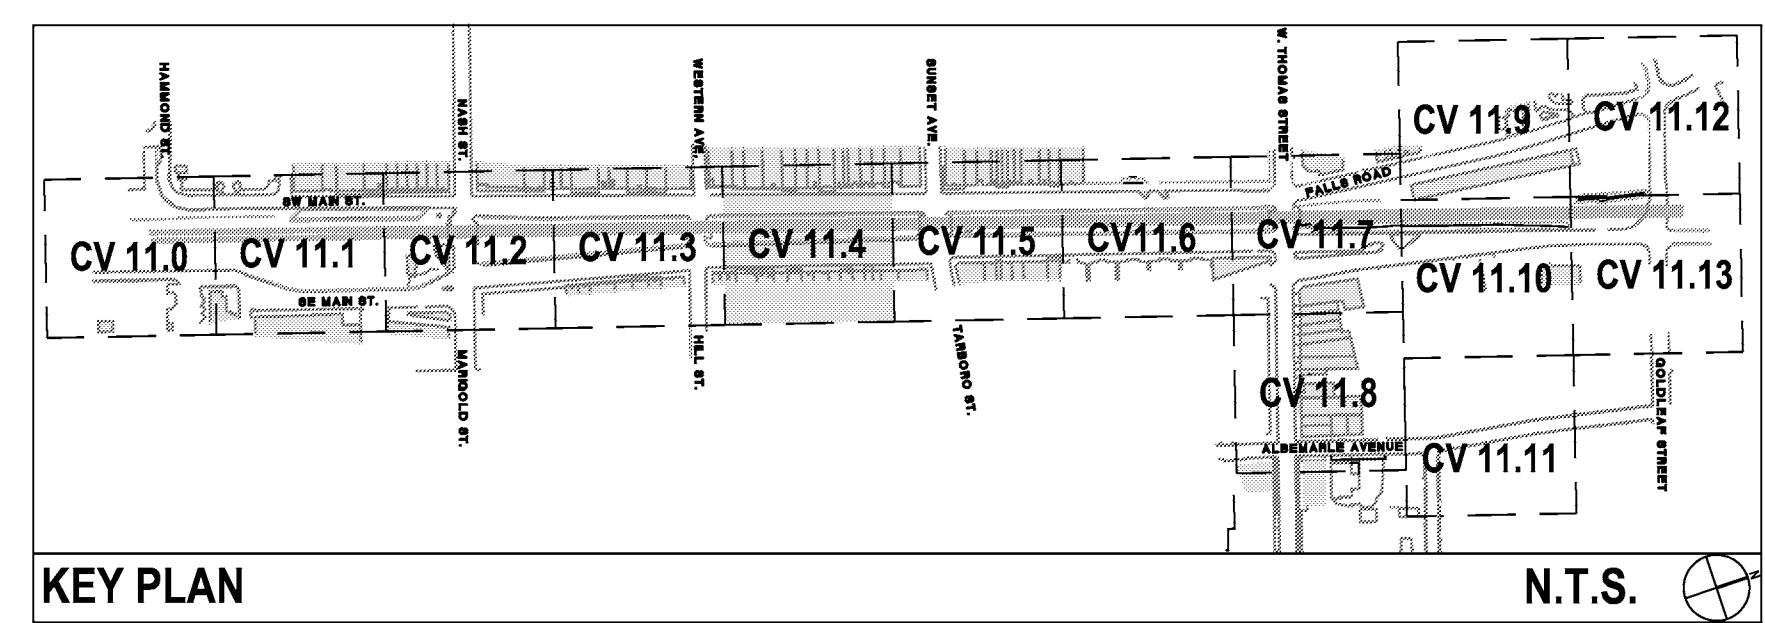 HAMMOND ST.
NASH ST.
WESTERN AVE.
SUNSET AVE.
W. THOMAS STREET
CV 11.9
CV 11.12
FALLS ROAD
SW MAIN ST.
CV 11.0
CV 11.1
CV 11.2
CV 11.3
CV 11.4
CV 11.5
CV11.6
CV 11.7
CV 11.10
CV 11.13
SE MAIN ST.
MARIGOLD ST.
HILL ST.
TARBORO ST.
CV 11.8
GOLDLEAF STREET
ALBEMARLE AVENUE
CV 11.11
KEY PLAN
N.T.S.
N